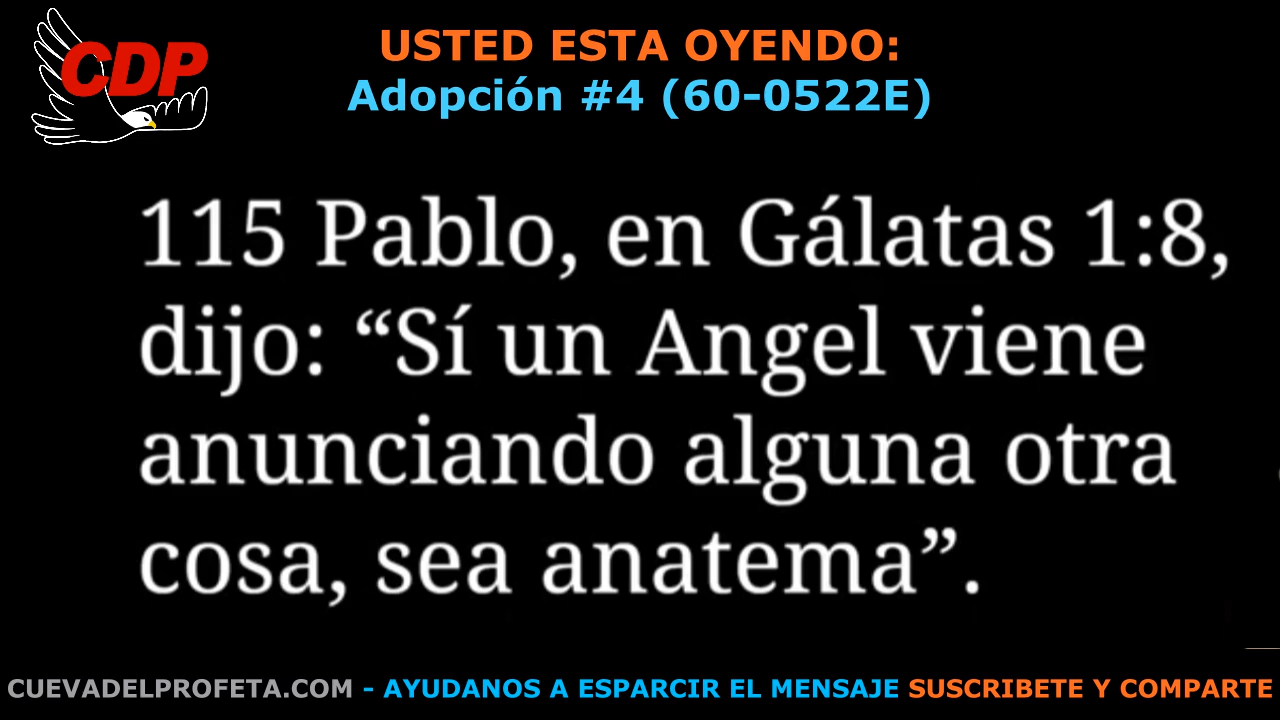 CDP
USTED ESTA OYENDO:
Adopción #4 (60-0522E)
115 Pablo, en Gálatas 1:8,
dijo: “Sí un Angel viene
anunciando alguna otra
cosa, sea anatema”.
CUEVADELPROFETA.COM - AYUDANOS A ESPARCIR EL MENSAJE SUSCRIBETE Y COMPARTE